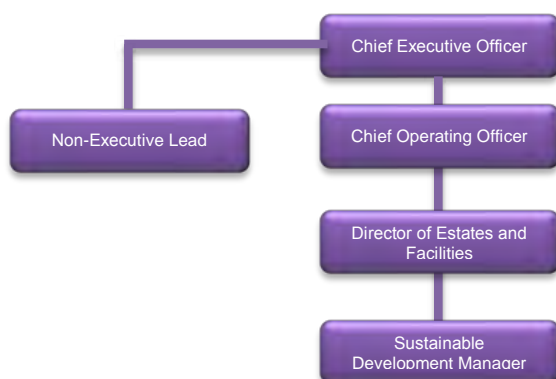 Chief Executive Officer
Non-Executive Lead
Chief Operating Officer
Director of Estates and
Facilities
Sustainable
Development Manager